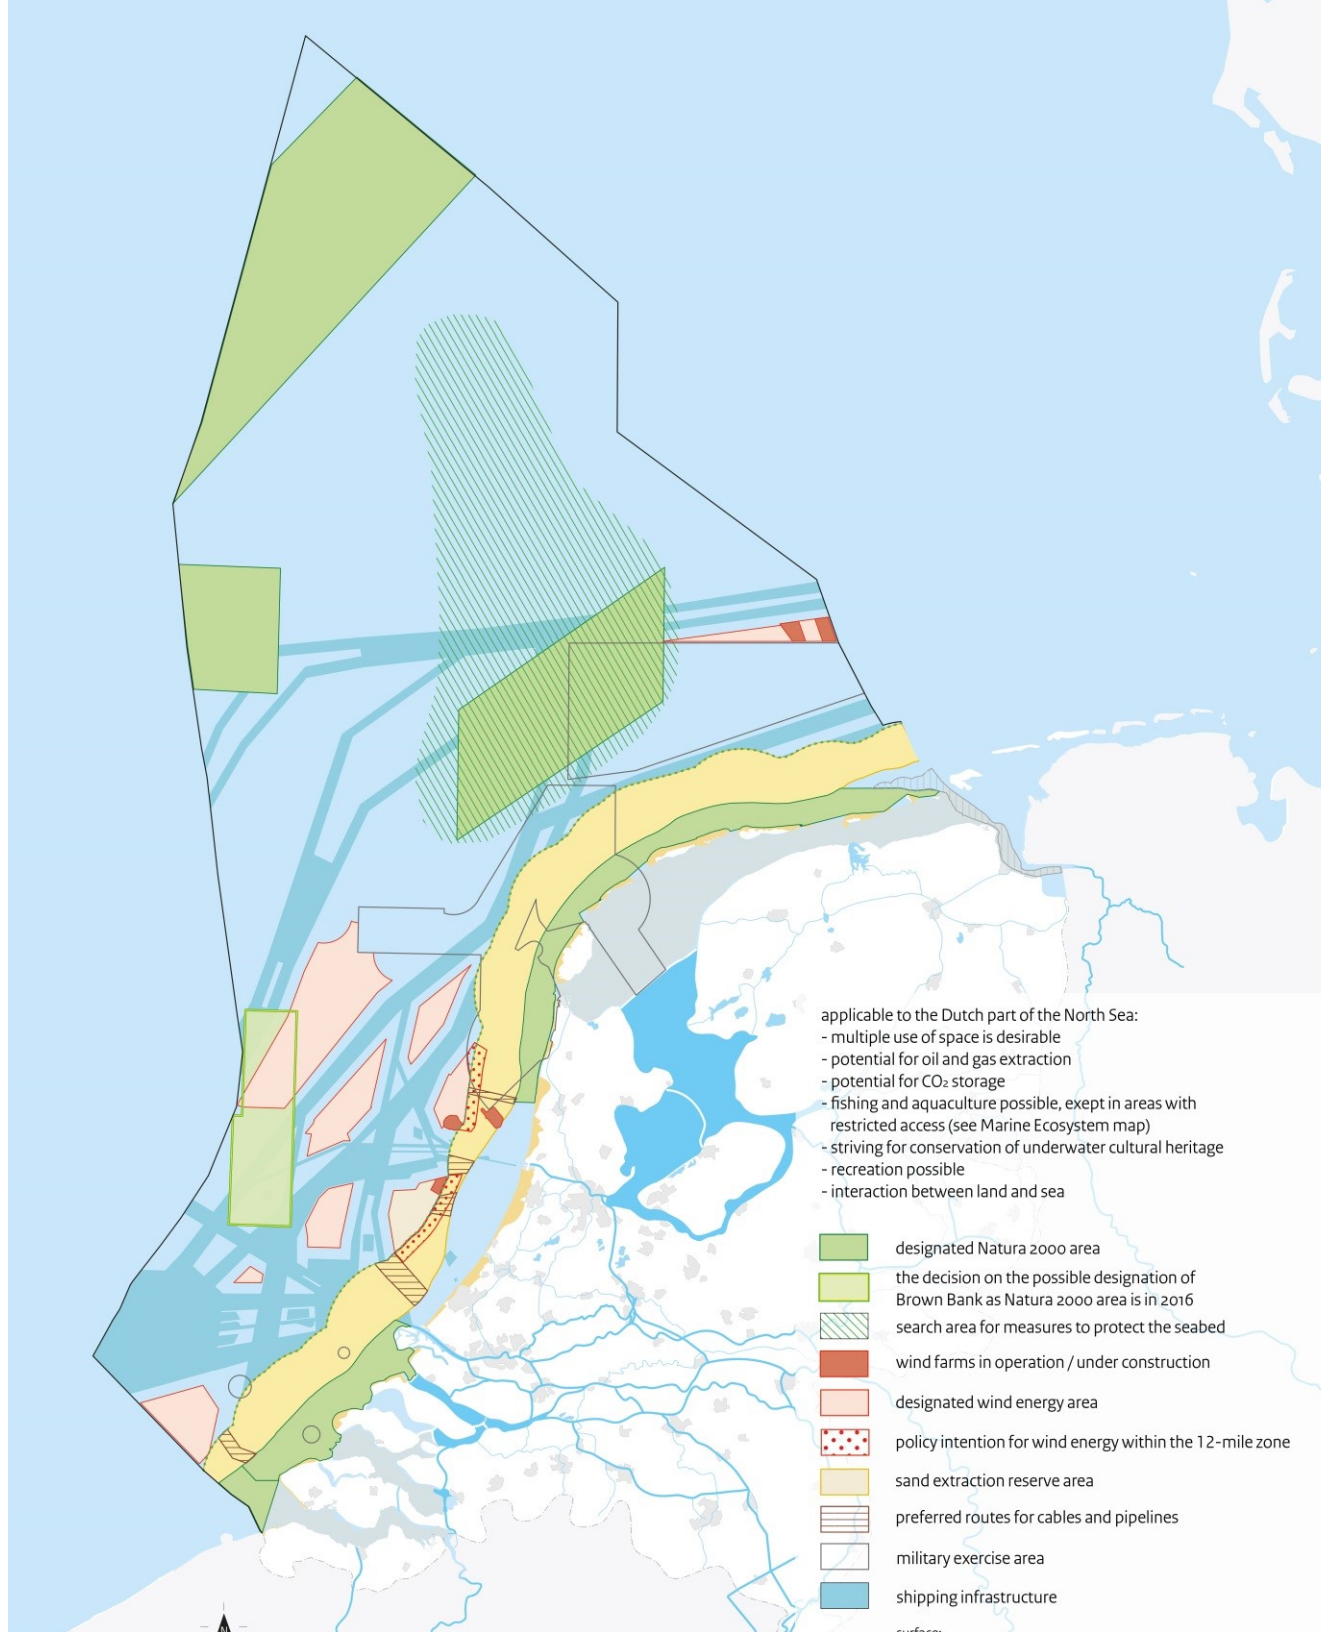 applicable to the Dutch part of the North Sea:
- multiple use of space is desirable
- potential for oil and gas extraction
- potential for CO₂ storage
- fishing and aquaculture possible, exept in areas with
restricted access (see Marine Ecosystem map)
- striving for conservation of underwater cultural heritage
- recreation possible
- interaction between land and sea
designated Natura 2000 area
the decision on the possible designation of
Brown Bank as Natura 2000 area is in 2016
search area for measures to protect the seabed
wind farms in operation / under construction
designated wind energy area
policy intention for wind energy within the 12-mile zone
sand extraction reserve area
preferred routes for cables and pipelines
military exercise area
shipping infrastructure
N